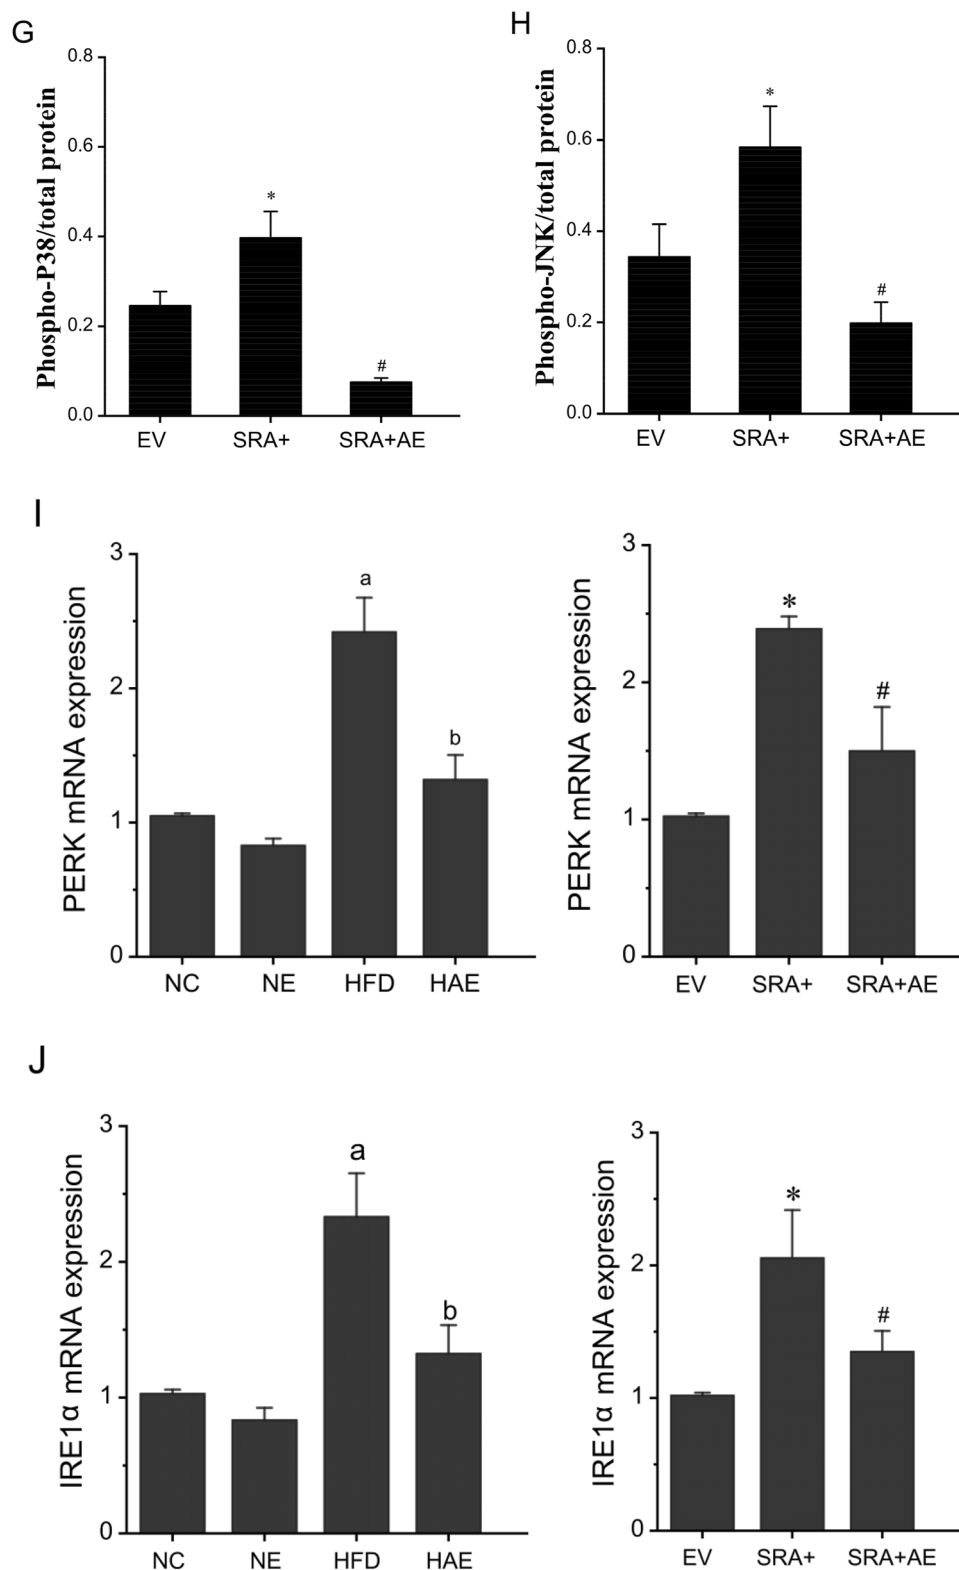 G
Phospho-P38/total protein
0.8
0.6
0.4
0.2
0.0
*
#
EV SRA+ SRA+AE
H
Phospho-JNK/total protein
0.8
0.6
0.4
0.2
0.0
*
#
EV SRA+ SRA+AE
I
PERK mRNA expression
3
2
1
0
a
b
NC NE HFD HAE
PERK mRNA expression
3
2
1
0
*
#
EV SRA+ SRA+AE
J
IRE1α mRNA expression
3
2
1
0
a
b
NC NE HFD HAE
IRE1α mRNA expression
3
2
1
0
*
#
EV SRA+ SRA+AE